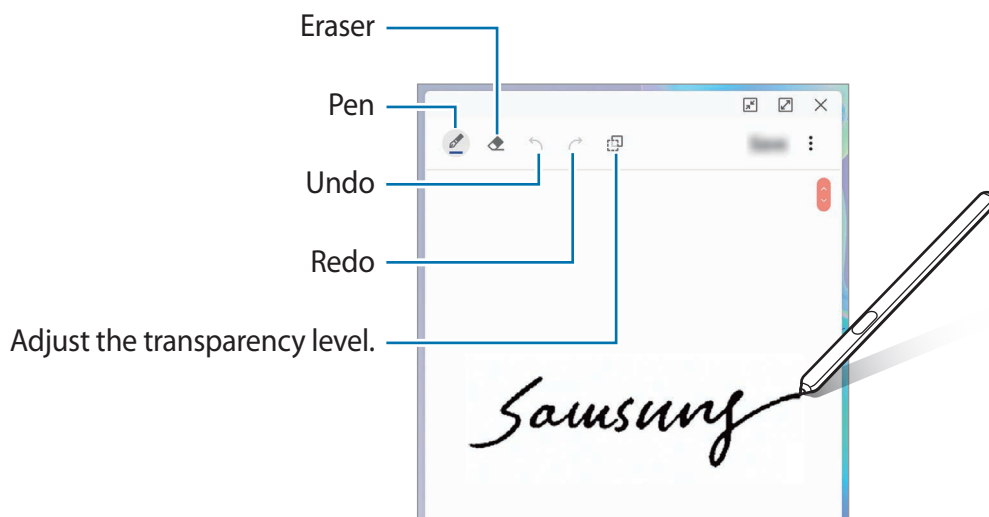 Eraser
Pen
Undo
Redo
Adjust the transparency level.
Samsung